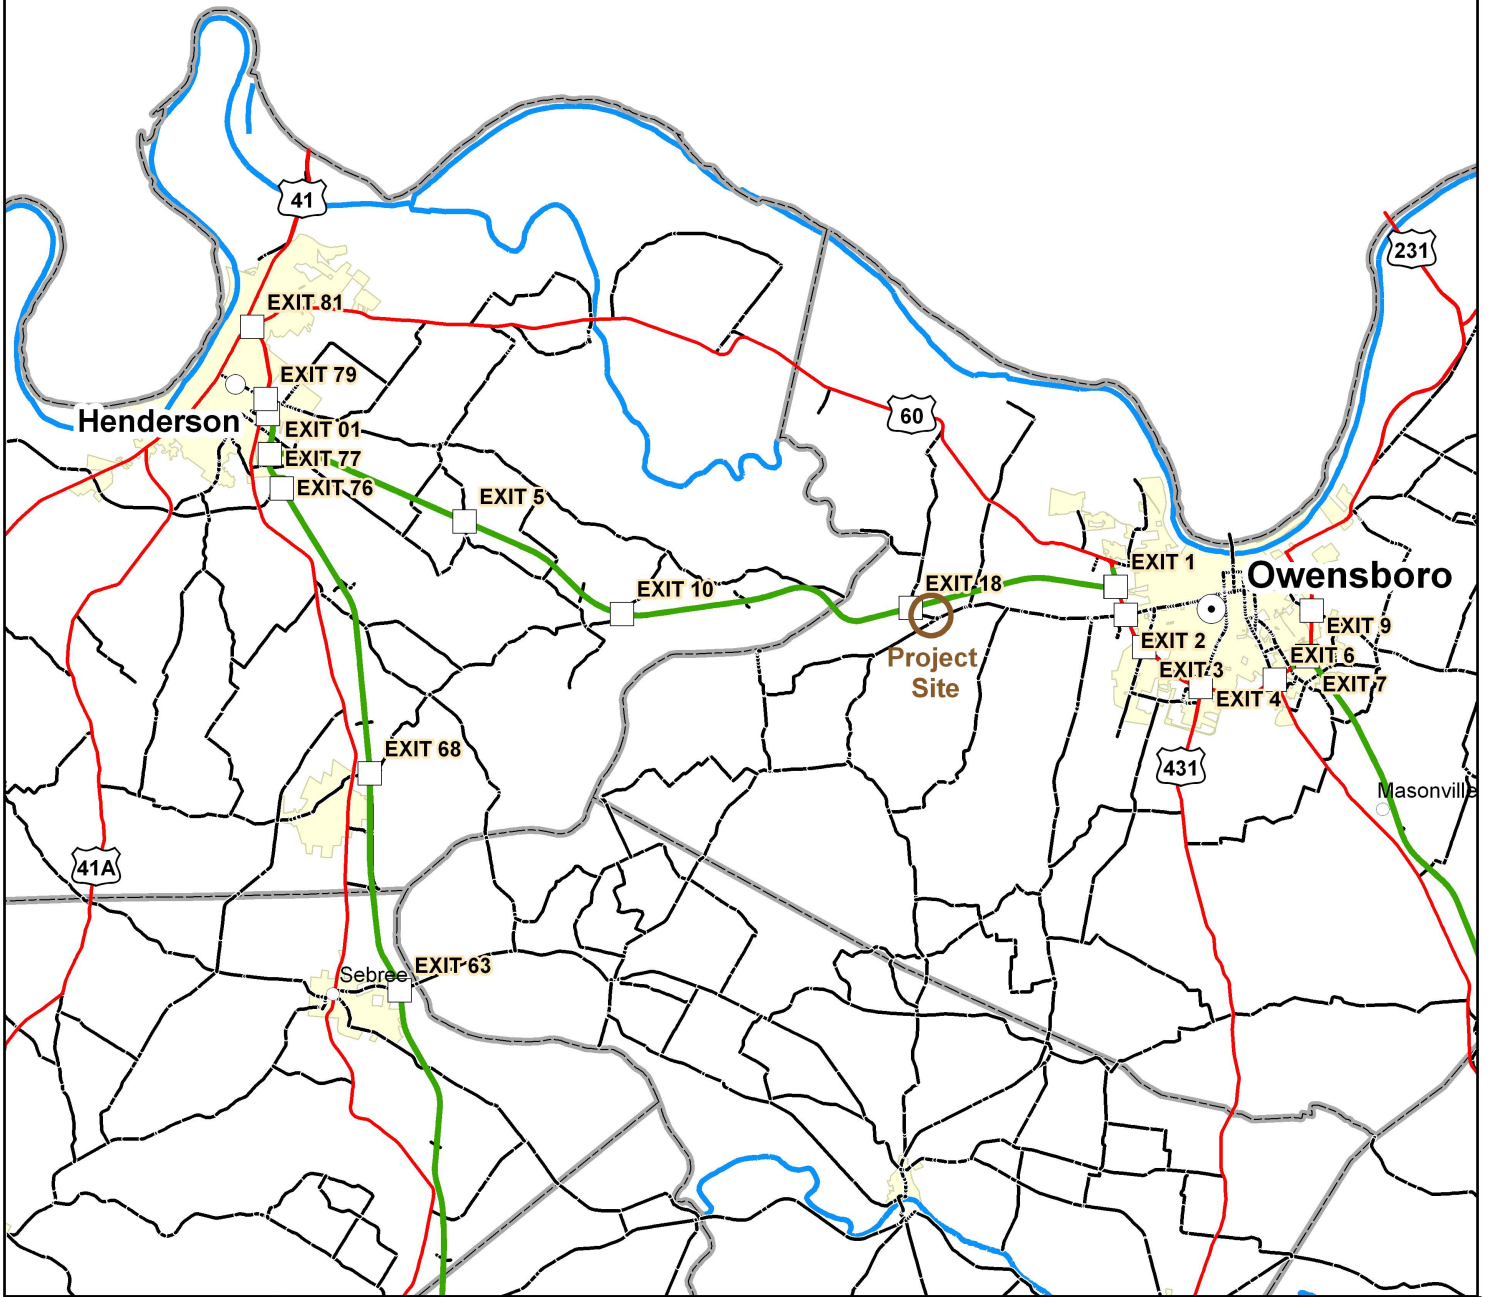 41
231
EXIT 81
EXIT 79
60
Henderson
EXIT 01
EXIT 77
EXIT 76
EXIT 5
EXIT 1
Owensboro
EXIT 18
EXIT 10
EXIT 9
EXIT 2
EXIT 6
Project
Site
EXIT 3
EXIT 7
EXIT 4
EXIT 68
431
Masonville
41A
EXIT 63
Sebree